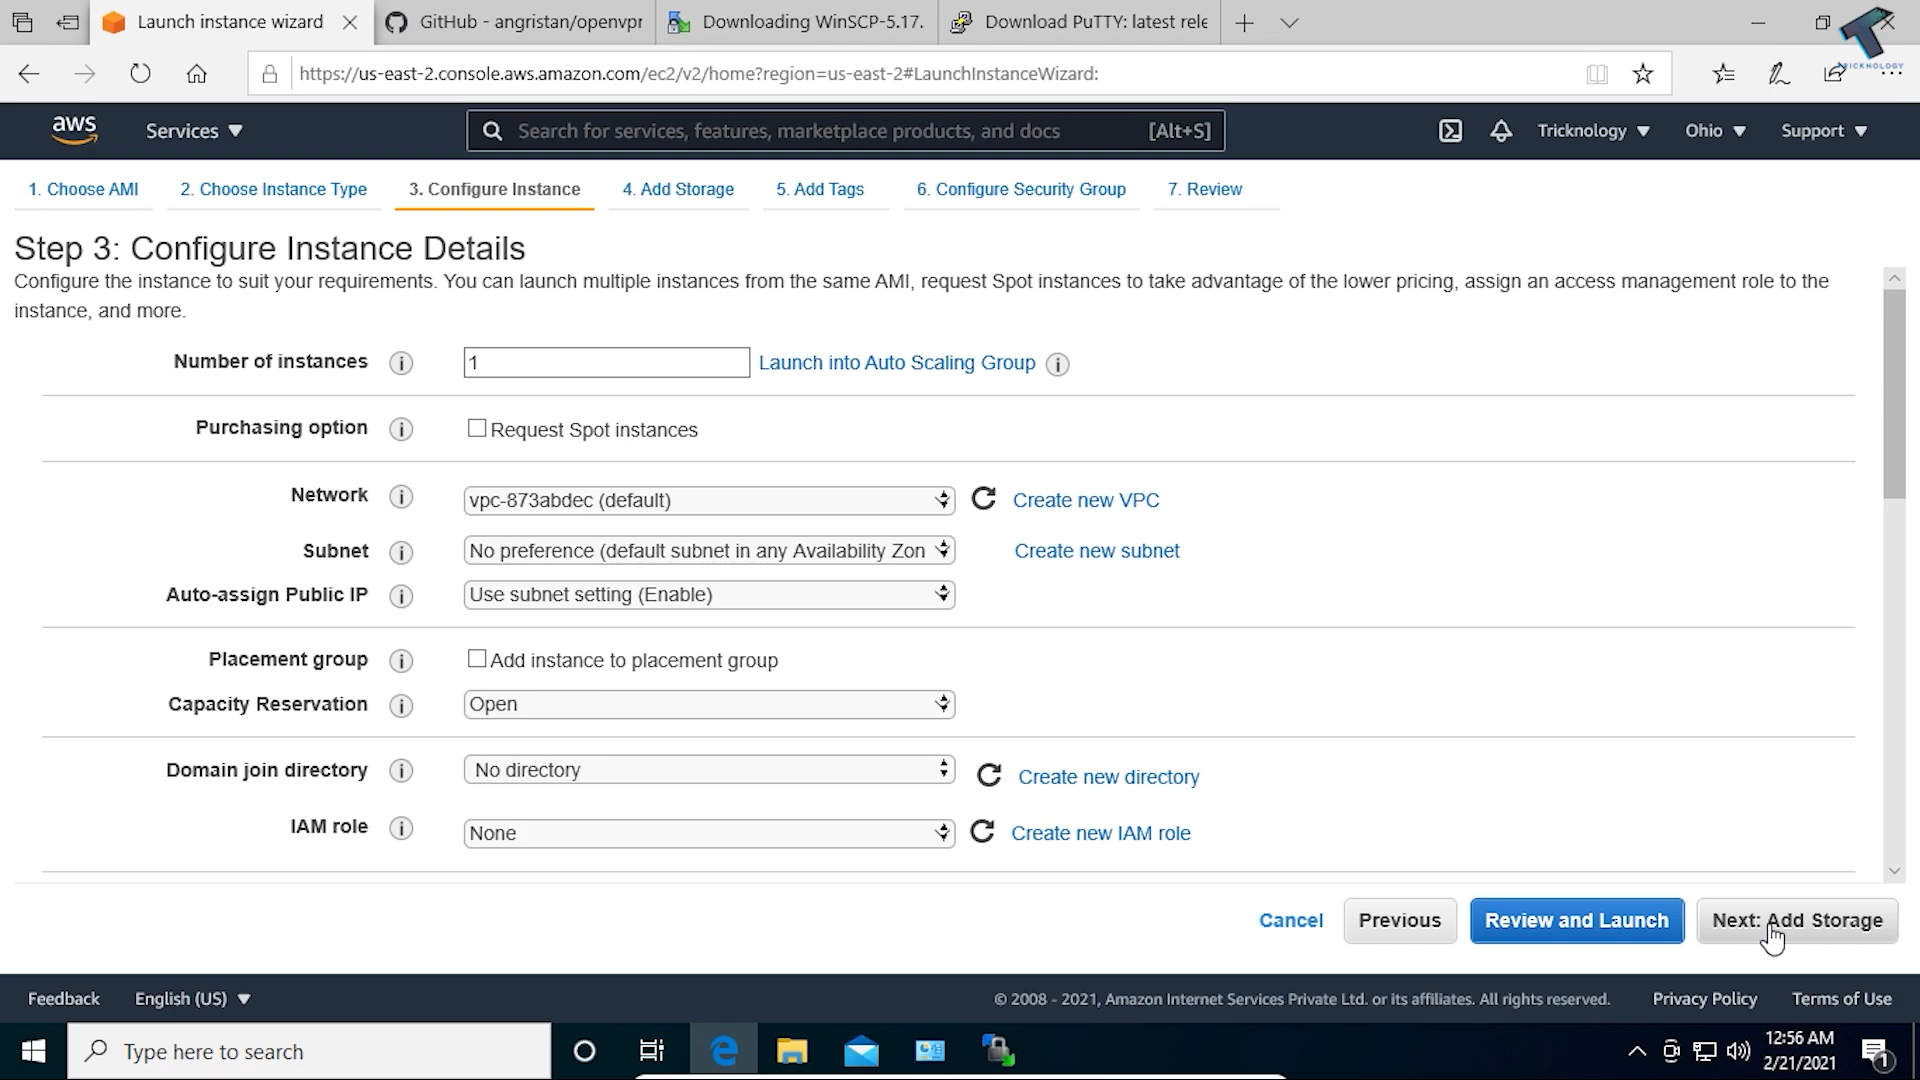 Launch instance wizard
GitHub - angristan/openvpr
Downloading WinSCP-5.17.
Download PuTTY: latest rele
TRICKNOLOGY
https://us-east-2.console.aws.amazon.com/ec2/v2/home?region=us-east-2#LaunchInstanceWizard:
aws
Services
Search for services, features, marketplace products, and docs
[Alt+S]
Tricknology
Ohio
Support
1. Choose AMI
2. Choose Instance Type
3. Configure Instance
4. Add Storage
5. Add Tags
6. Configure Security Group
7. Review
Step 3: Configure Instance Details
Configure the instance to suit your requirements. You can launch multiple instances from the same AMI, request Spot instances to take advantage of the lower pricing, assign an access management role to the
instance, and more.
Number of instances
1
Launch into Auto Scaling Group
Purchasing option
Request Spot instances
Network
vpc-873abdec (default)
Create new VPC
Subnet
No preference (default subnet in any Availability Zon
Create new subnet
Auto-assign Public IP
Use subnet setting (Enable)
Placement group
Add instance to placement group
Capacity Reservation
Open
Domain join directory
No directory
Create new directory
IAM role
None
Create new IAM role
Cancel
Previous
Review and Launch
Next: Add Storage
Feedback
English (US)
© 2008 - 2021, Amazon Internet Services Private Ltd. or its affiliates. All rights reserved.
Privacy Policy
Terms of Use
Type here to search
12:56 AM
2/21/2021
1